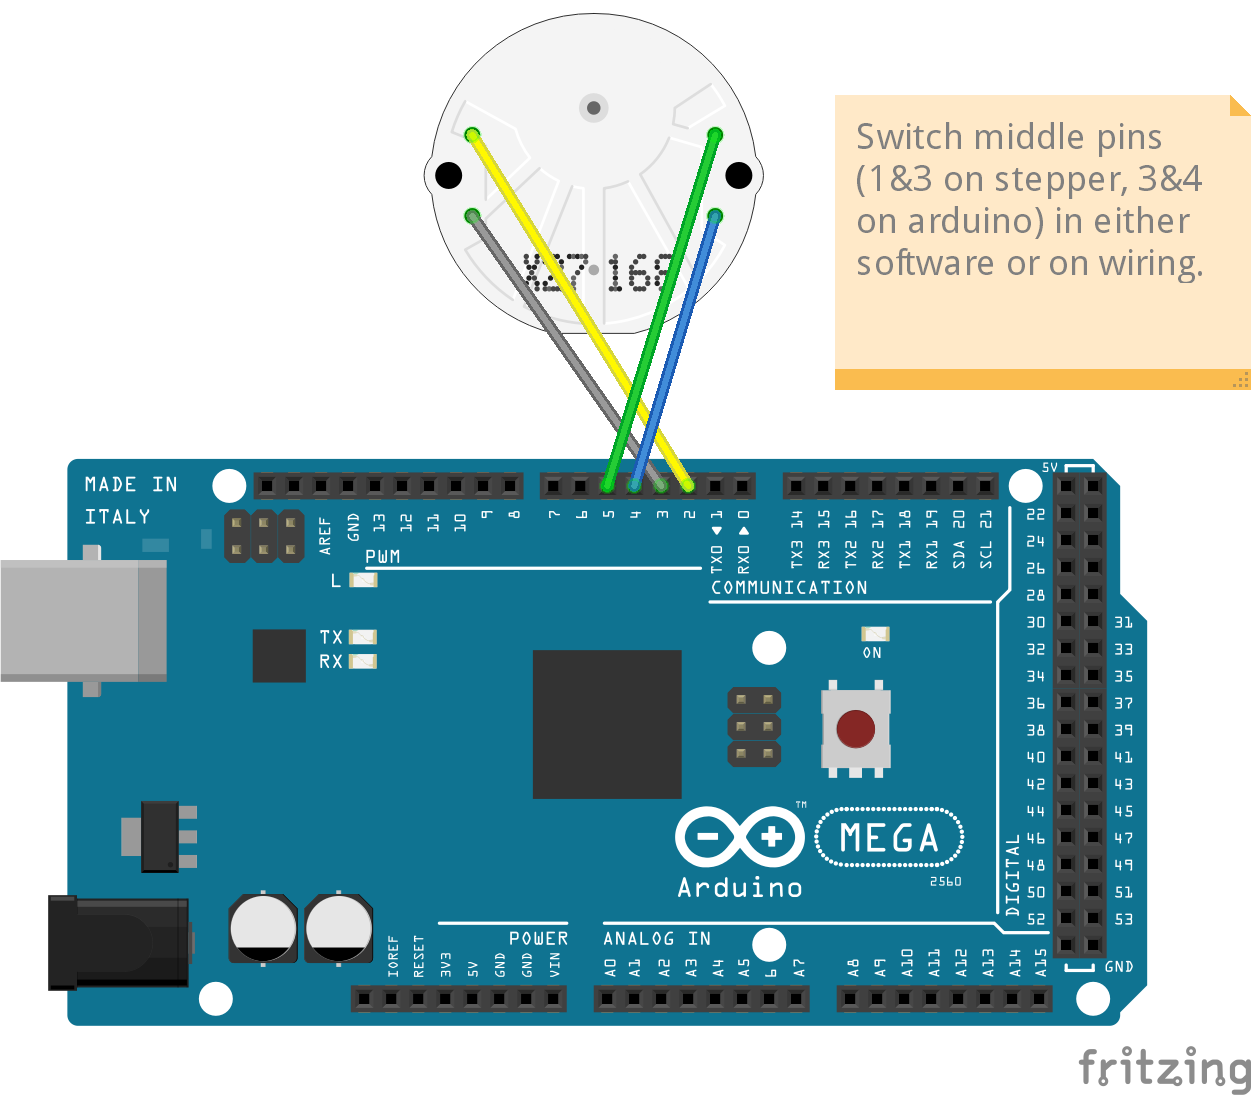 Switch middle pins
(1&3 on stepper, 3&4
on arduino) in either
software or on wiring.
X27 168
MADE IN
ITALY
5V
AREF
GND
13
12
11
10
9
8
7
6
5
4
3
2
TX0 1
RX0 0
TX3 14
RX3 15
TX2 16
RX2 17
TX1 18
RX1 19
SDA 20
SCL 21
PWM
COMMUNICATION
L
TX
RX
ON
22
24
26
28
30 31
32 33
34 35
36 37
38 39
40 41
42 43
44 45
46 47
48 49
50 51
52 53
GND
DIGITAL
TM
MEGA
Arduino
2560
POWER
ANALOG IN
IOREF
RESET
3V3
5V
GND
GND
VIN
A0
A1
A2
A3
A4
A5
6
A7
A8
A9
A10
A11
A12
A13
A14
A15
fritzing